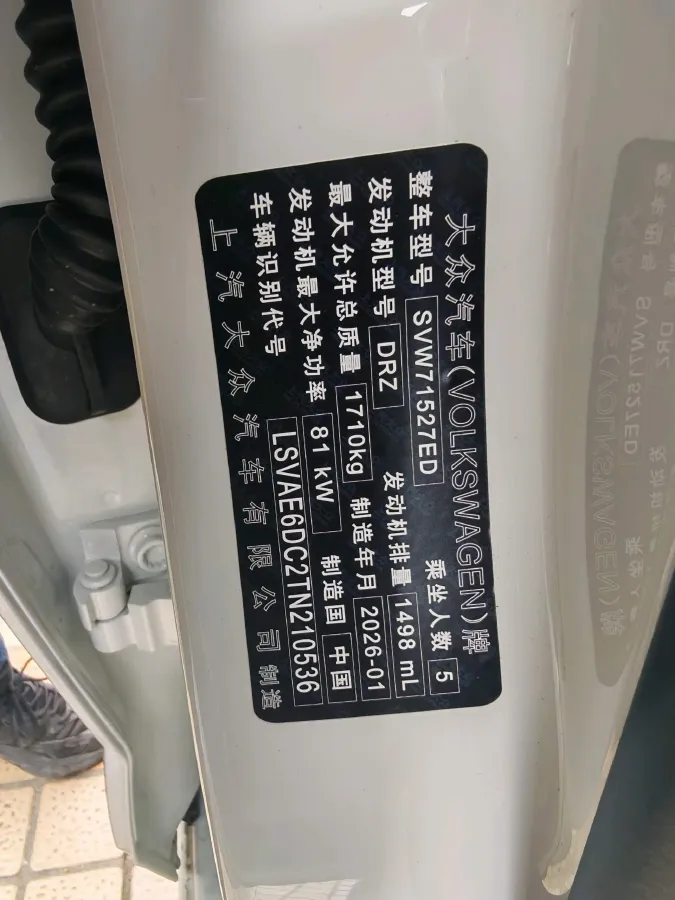 大众汽车(VOLKSWAGEN)牌
整车型号 SVW71527ED 乘坐人数 5
发动机型号 DRZ 发动机排量 1498 mL
最大允许总质量 1710kg 制造年月 2026-01
发动机最大净功率 81 kW 制造国 中国
车辆识别代号 LSVAE6DC2TN210536
上汽大众汽车有限公司制造